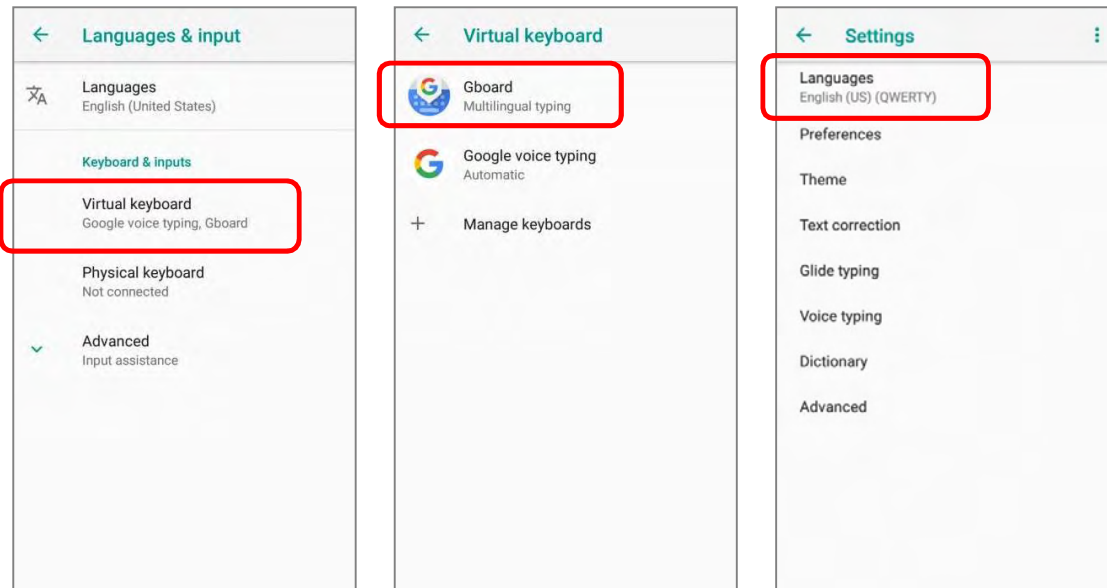 Languages & input
Languages
English (United States)
Keyboard & inputs
Virtual keyboard
Google voice typing, Gboard
Physical keyboard
Not connected
Advanced
Input assistance
Virtual keyboard
Gboard
Multilingual typing
Google voice typing
Automatic
Manage keyboards
Settings
Languages
English (US) (QWERTY)
Preferences
Theme
Text correction
Glide typing
Voice typing
Dictionary
Advanced